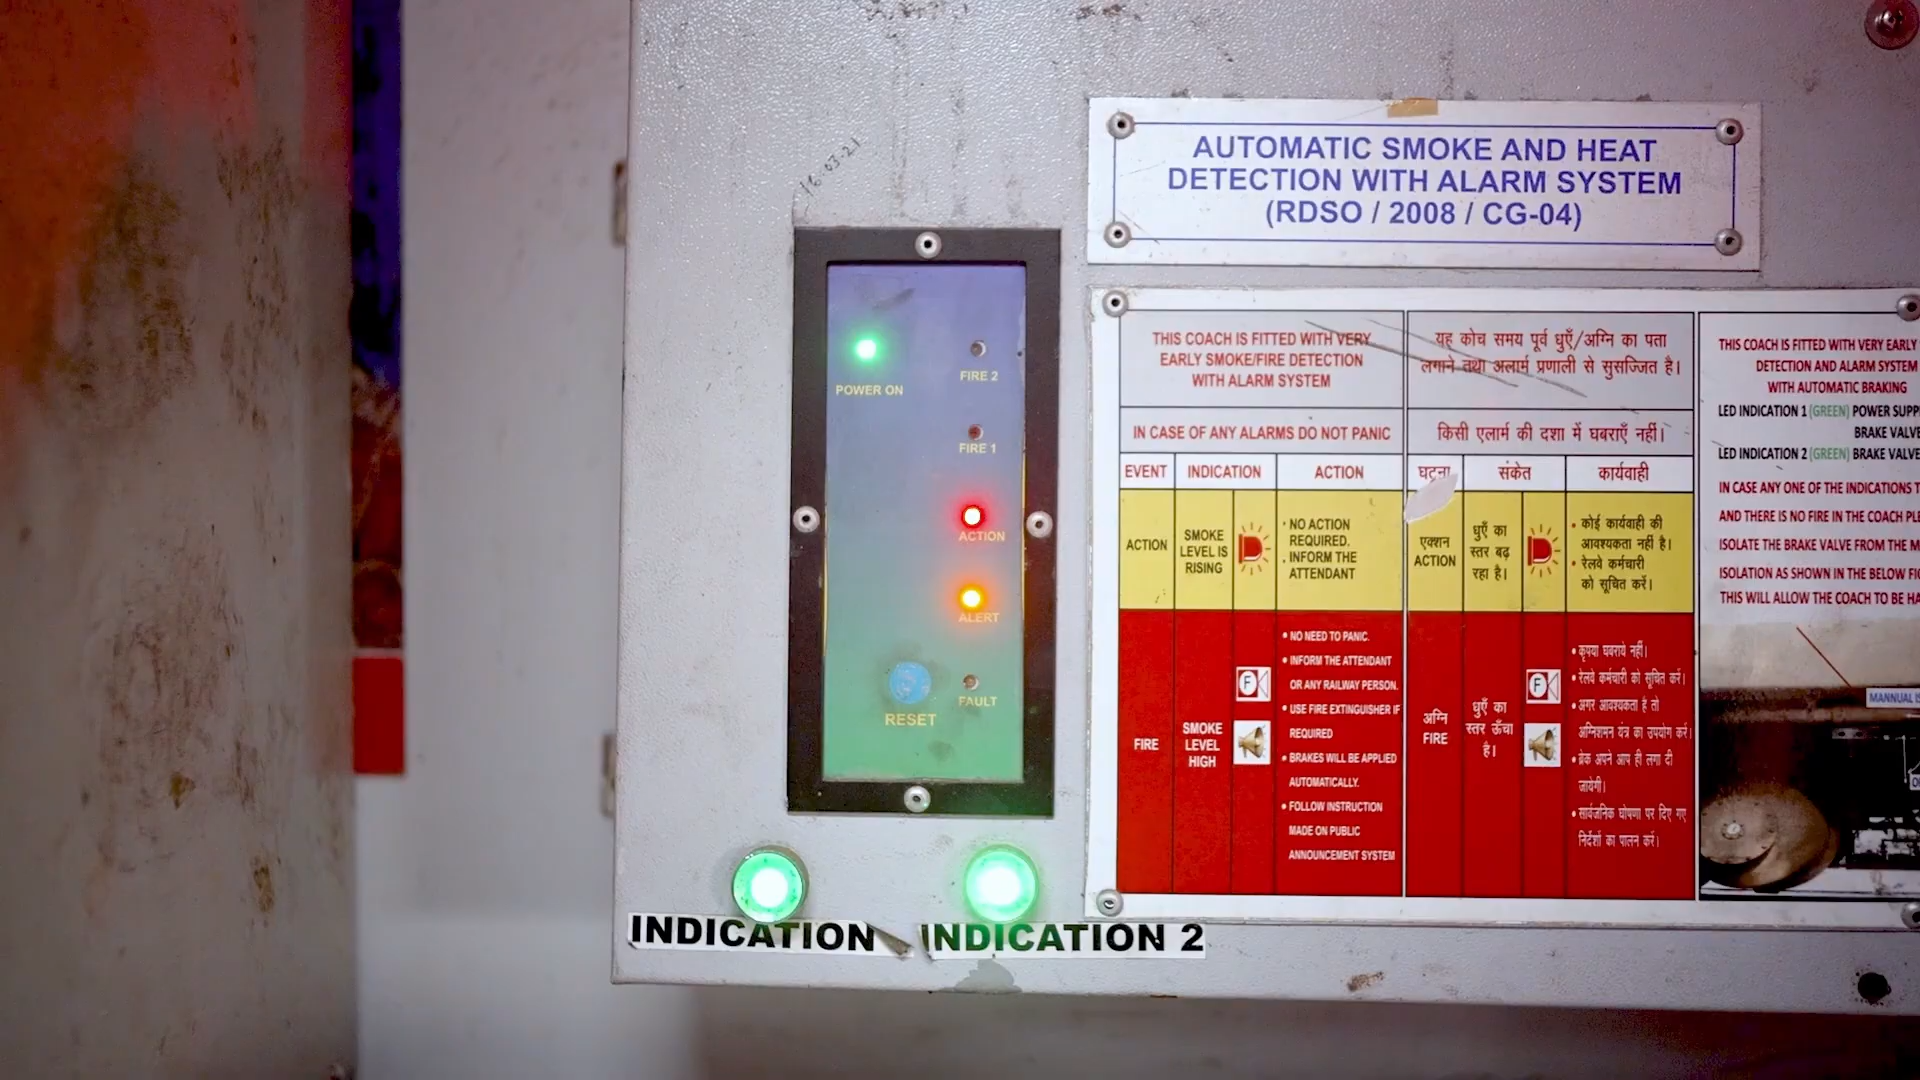 16-03-21
AUTOMATIC SMOKE AND HEAT
DETECTION WITH ALARM SYSTEM
(RDSO / 2008 / CG-04)
POWER ON
FIRE 2
FIRE 1
ACTION
ALERT
FAULT
RESET
INDICATION
INDICATION 2
THIS COACH IS FITTED WITH VERY
EARLY SMOKE/FIRE DETECTION
WITH ALARM SYSTEM
IN CASE OF ANY ALARMS DO NOT PANIC
EVENT INDICATION ACTION
ACTION
SMOKE
LEVEL IS
RISING
· NO ACTION
REQUIRED.
. INFORM THE
ATTENDANT
FIRE
SMOKE
LEVEL
HIGH
F
• NO NEED TO PANIC.
• INFORM THE ATTENDANT
OR ANY RAILWAY PERSON.
• USE FIRE EXTINGUISHER IF
REQUIRED
• BRAKES WILL BE APPLIED
AUTOMATICALLY.
• FOLLOW INSTRUCTION
MADE ON PUBLIC
ANNOUNCEMENT SYSTEM
यह कोच समय पूर्व धुएँ/अग्नि का पता
लगाने तथा अलार्म प्रणाली से सुसज्जित है।
किसी एलार्म की दशा में घबराएँ नहीं।
घटना संकेत कार्यवाही
एक्शन
ACTION
धुएँ का
स्तर बढ़
रहा है।
• कोई कार्यवाही की
आवश्यकता नहीं है।
• रेलवे कर्मचारी
को सूचित करें।
अग्नि
FIRE
धुएँ का
स्तर ऊँचा
है।
F
• कृपया घबराये नहीं।
• रेलवे कर्मचारी को सूचित करें।
• अगर आवश्यकता हे तो
अग्निशमन यंत्र का उपयोग करें।
• ब्रेक अपने आप ही लगा दी
जायेगी।
• सार्वजनिक घोषणा पर दिए गए
निर्देशों का पालन करें।
THIS COACH IS FITTED WITH VERY EARLY
DETECTION AND ALARM SYSTEM
WITH AUTOMATIC BRAKING
LED INDICATION 1 (GREEN) POWER
BRAKE VALVE
LED INDICATION 2 (GREEN) BRAKE VALVE
IN CASE ANY ONE OF THE INDICATIONS
AND THERE IS NO FIRE IN THE COACH
ISOLATE THE BRAKE VALVE FROM THE
ISOLATION AS SHOWN IN THE BELOW
THIS WILL ALLOW THE COACH TO BE
MANNUAL